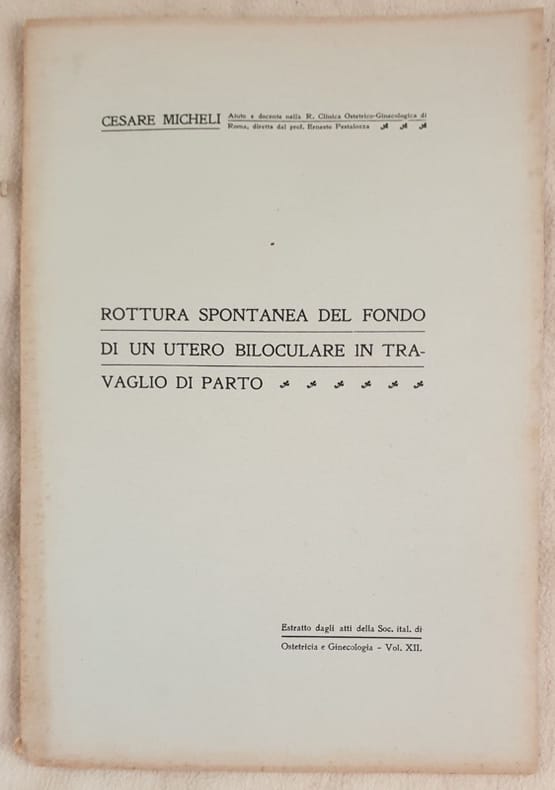 CESARE MICHELI
Aiuto e docente nella R. Clinica Ostetrico-Ginecologica di
Roma, diretta dal prof. Ernesto Pestalozza
ROTTURA SPONTANEA DEL FONDO
DI UN UTERO BILOCULARE IN TRA-
VAGLIO DI PARTO
Estratto dagli atti della Soc. ital. di
Ostetricia e Ginecologia - Vol. XII.